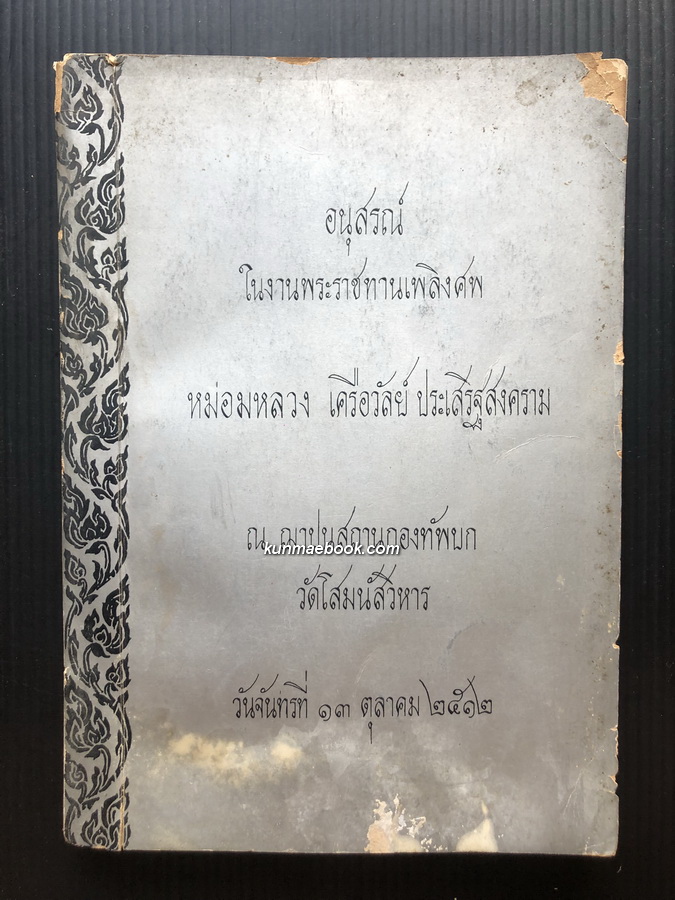 อนุสรณ์
ในงานพระราชทานเพลิงศพ
หม่อมหลวง เครือวัลย์ ประเสริฐสงคราม
ณ ฌาปนสถานกองทัพบก
kunmaebook.com
วัดโสมนัสวิหาร
วันจันทร์ที่ ๑๓ ตุลาคม ๒๕๑๒